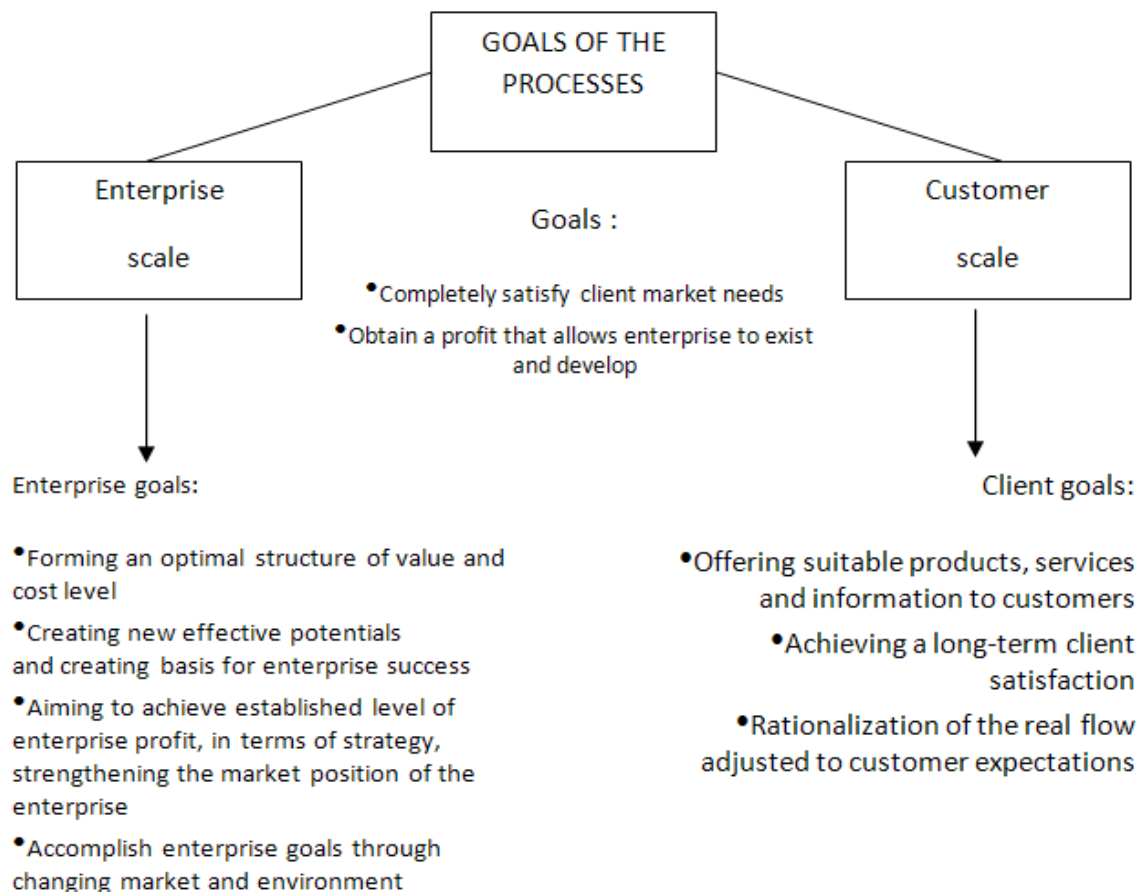 GOALS OF THE
PROCESSES
Enterprise
scale
Customer
scale
Goals :
•Completely satisfy client market needs
•Obtain a profit that allows enterprise to exist
and develop
Enterprise goals:
•Forming an optimal structure of value and
cost level
•Creating new effective potentials
and creating basis for enterprise success
•Aiming to achieve established level of
enterprise profit, in terms of strategy,
strengthening the market position of the
enterprise
•Accomplish enterprise goals through
changing market and environment
Client goals:
•Offering suitable products, services
and information to customers
•Achieving a long-term client
satisfaction
•Rationalization of the real flow
adjusted to customer expectations